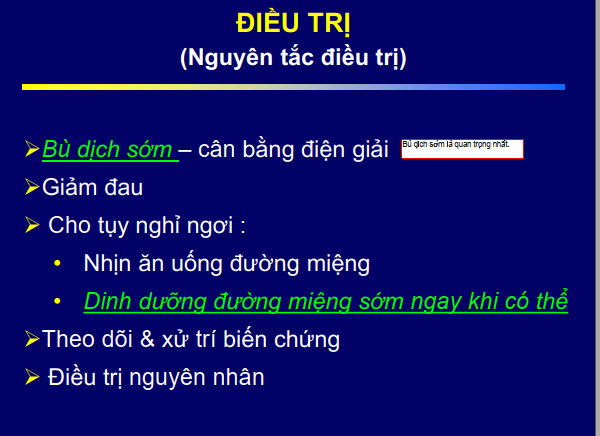 ĐIỀU TRỊ
(Nguyên tắc điều trị)
Bù dịch sớm – cân bằng điện giải Bù dịch sớm là quan trọng nhất.
Giảm đau
Cho tụy nghỉ ngơi :
Nhịn ăn uống đường miệng
Dinh dưỡng đường miệng sớm ngay khi có thể
Theo dõi & xử trí biến chứng
Điều trị nguyên nhân